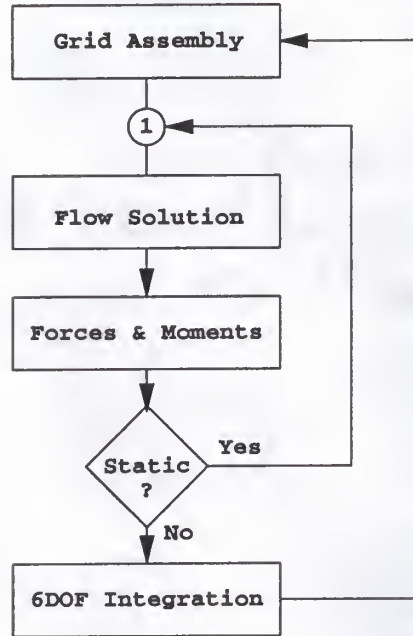 Grid Assembly
1
Flow Solution
Forces & Moments
Static
?
Yes
No
6DOF Integration